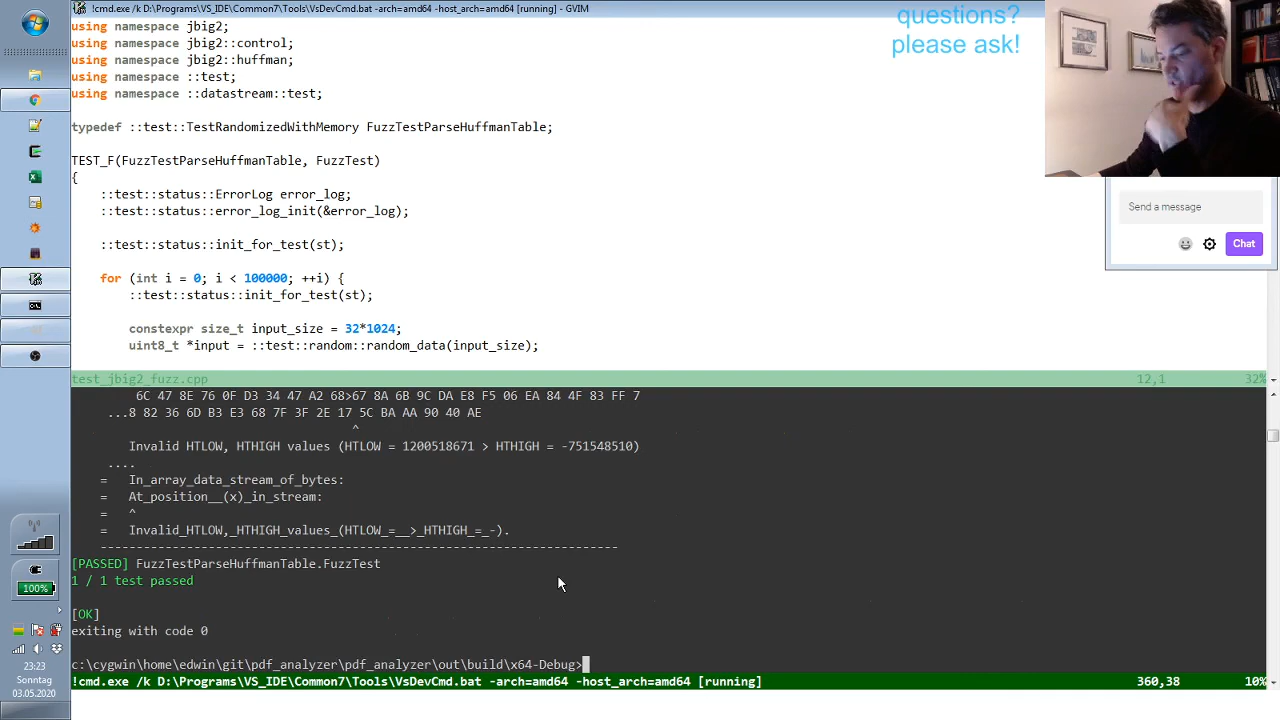 !cmd.exe /k D:\Programs\VS_IDE\Common7\Tools\VsDevCmd.bat -arch=amd64 -host_arch=amd64 [running] - GVIM
using namespace jbig2;
using namespace jbig2::control;
using namespace jbig2::huffman;
using namespace ::test;
using namespace ::datastream::test;
typedef ::test::TestRandomizedWithMemory FuzzTestParseHuffmanTable;
TEST_F(FuzzTestParseHuffmanTable, FuzzTest)
{
::test::status::ErrorLog error_log;
::test::status::error_log_init(&error_log);
::test::status::init_for_test(st);
for (int i = 0; i < 100000; ++i) {
::test::status::init_for_test(st);
constexpr size_t input_size = 32*1024;
uint8_t *input = ::test::random::random_data(input_size);
test_jbig2_fuzz.cpp 12,1 32%
6C 47 8E 76 0F D3 34 47 A2 68>67 8A 6B 9C DA E8 F5 06 EA 84 4F 83 FF 7
...8 82 36 6D B3 E3 68 7F 3F 2E 17 5C BA AA 90 40 AE
^
Invalid HTLOW, HTHIGH values (HTLOW = 1200518671 > HTHIGH = -751548510)
....
= In_array_data_stream_of_bytes:
= At_position__(x)_in_stream:
= ^
= Invalid_HTLOW,_HTHIGH_values_(HTLOW_=__>_HTHIGH_=_-).
--------------------------------------------------------------------
[PASSED] FuzzTestParseHuffmanTable.FuzzTest
1 / 1 test passed
[OK]
exiting with code 0
c:\cygwin\home\edwin\git\pdf_analyzer\pdf_analyzer\out\build\x64-Debug>
!cmd.exe /k D:\Programs\VS_IDE\Common7\Tools\VsDevCmd.bat -arch=amd64 -host_arch=amd64 [running] 360,38 10%
questions?
please ask!
Send a message
Chat
100%
23:23
Sonntag
03.05.2020